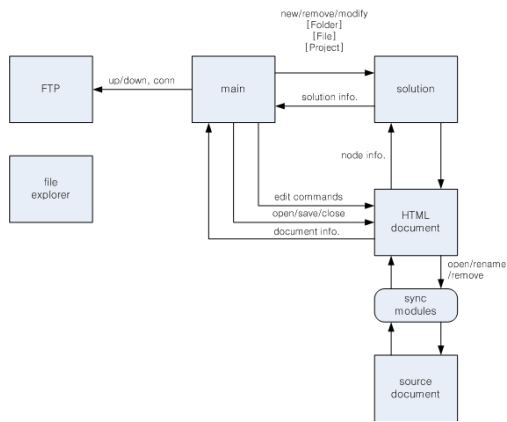 new/remove/modify
[Folder]
[File]
[Project]
FTP
up/down, conn
main
solution info.
solution
file
explorer
node info.
edit commands
open/save/close
document info.
HTML
document
open/rename
/remove
sync
modules
source
document